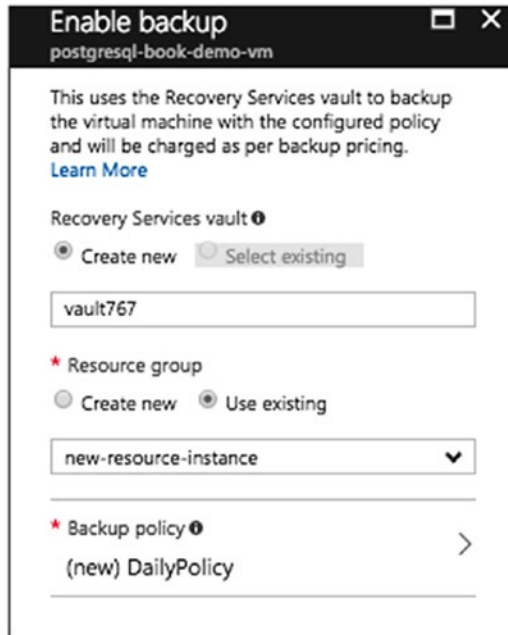 Enable backup
postgresql-book-demo-vm
This uses the Recovery Services vault to backup
the virtual machine with the configured policy
and will be charged as per backup pricing.
Learn More
Recovery Services vault
Create new Select existing
vault767
* Resource group
Create new Use existing
new-resource-instance
* Backup policy
(new) DailyPolicy